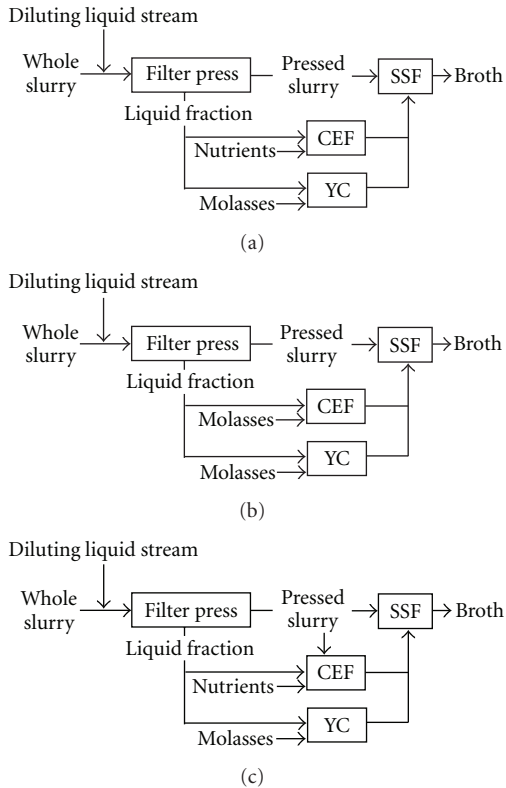 Diluting liquid stream
Whole
slurry
Filter press
Pressed
slurry
SSF
Broth
Liquid fraction
CEF
Nutrients
YC
Molasses
(a)
Diluting liquid stream
Whole
slurry
Filter press
Pressed
slurry
SSF
Broth
Liquid fraction
CEF
Molasses
YC
Molasses
(b)
Diluting liquid stream
Whole
slurry
Filter press
Pressed
slurry
SSF
Broth
Liquid fraction
CEF
Nutrients
YC
Molasses
(c)